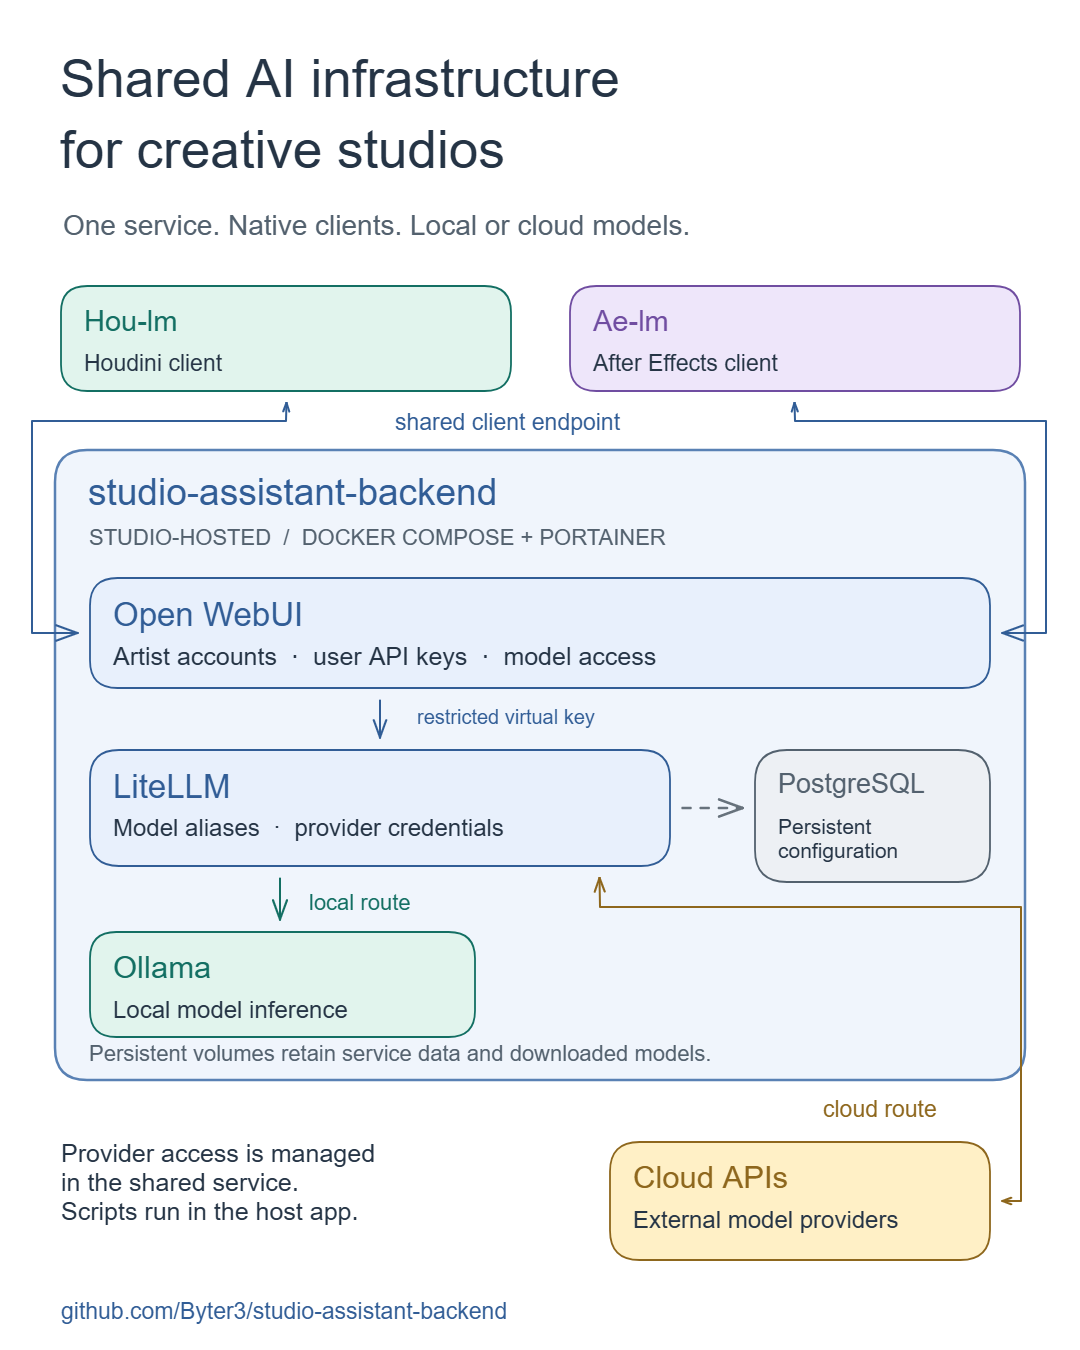 Shared AI infrastructure
for creative studios
One service. Native clients. Local or cloud models.
Hou-lm
Houdini client
Ae-lm
After Effects client
shared client endpoint
studio-assistant-backend
STUDIO-HOSTED / DOCKER COMPOSE + PORTAINER
Open WebUI
Artist accounts · user API keys · model access
restricted virtual key
LiteLLM
Model aliases · provider credentials
PostgreSQL
Persistent
configuration
local route
Ollama
Local model inference
Persistent volumes retain service data and downloaded models.
cloud route
Provider access is managed
in the shared service.
Scripts run in the host app.
Cloud APIs
External model providers
github.com/Byter3/studio-assistant-backend